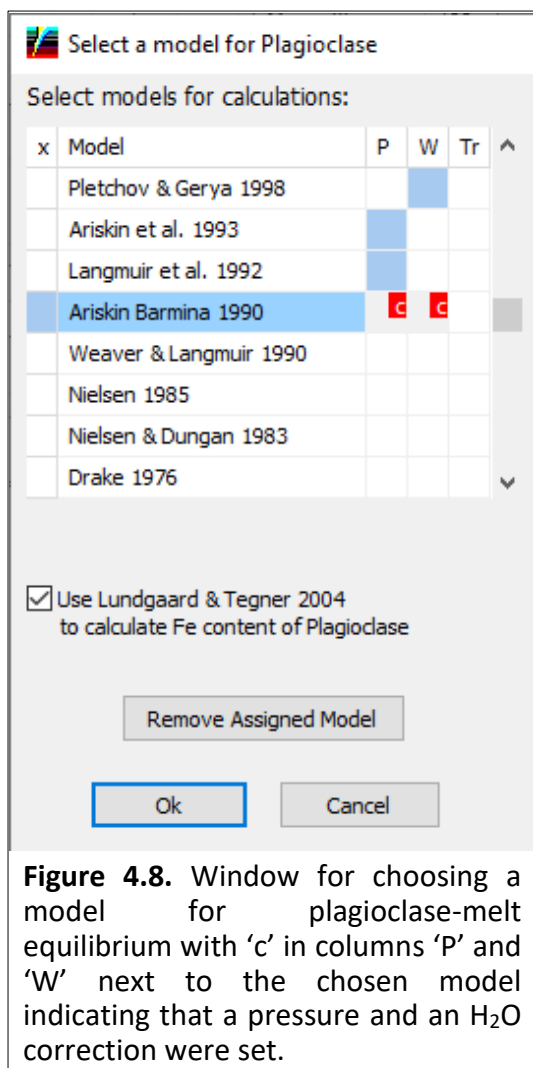 Select a model for Plagioclase
Select models for calculations:
x Model P W Tr
Pletchov & Gerya 1998
Ariskin et al. 1993
Langmuir et al. 1992
Ariskin Barmina 1990 c c
Weaver & Langmuir 1990
Nielsen 1985
Nielsen & Dungan 1983
Drake 1976
Use Lundgaard & Tegner 2004
to calculate Fe content of Plagioclase
Remove Assigned Model
Ok Cancel
Figure 4.8. Window for choosing a
model for plagioclase-melt
equilibrium with ‘c’ in columns ‘P’ and
‘W’ next to the chosen model
indicating that a pressure and an H₂O
correction were set.